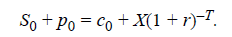 S₀ + p₀ = c₀ + X(1 + r)⁻ᵀ.